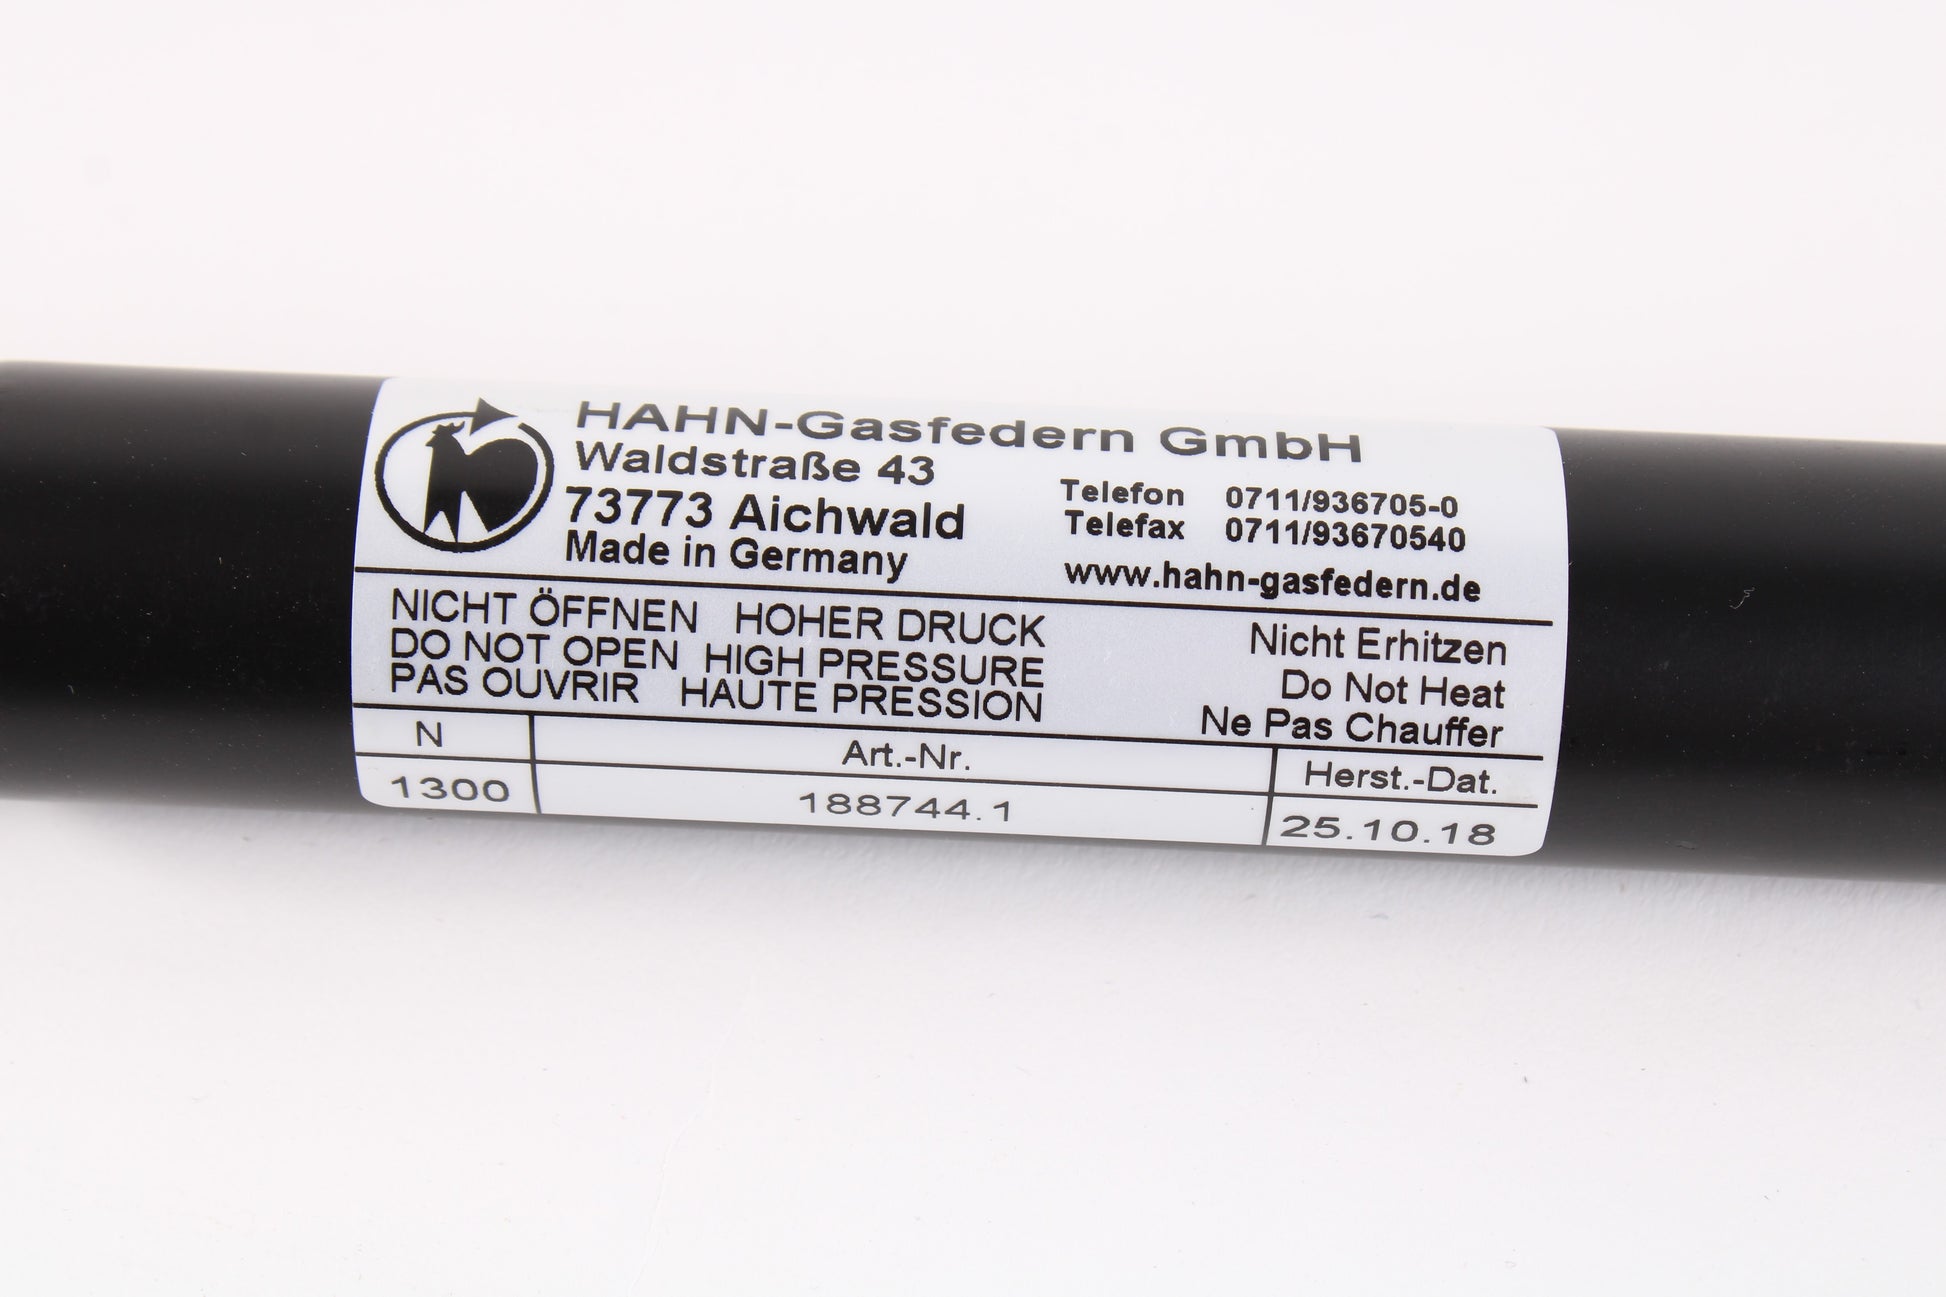 HAHN-Gasfedern GmbH
Waldstraße 43
73773 Aichwald
Made in Germany
Telefon 0711/936705-0
Telefax 0711/93670540
www.hahn-gasfedern.de
NICHT ÖFFNEN HOHER DRUCK
DO NOT OPEN HIGH PRESSURE
PAS OUVRIR HAUTE PRESSION
Nicht Erhitzen
Do Not Heat
Ne Pas Chauffer
N Art.-Nr. Herst.-Dat.
1300 188744.1 25.10.18